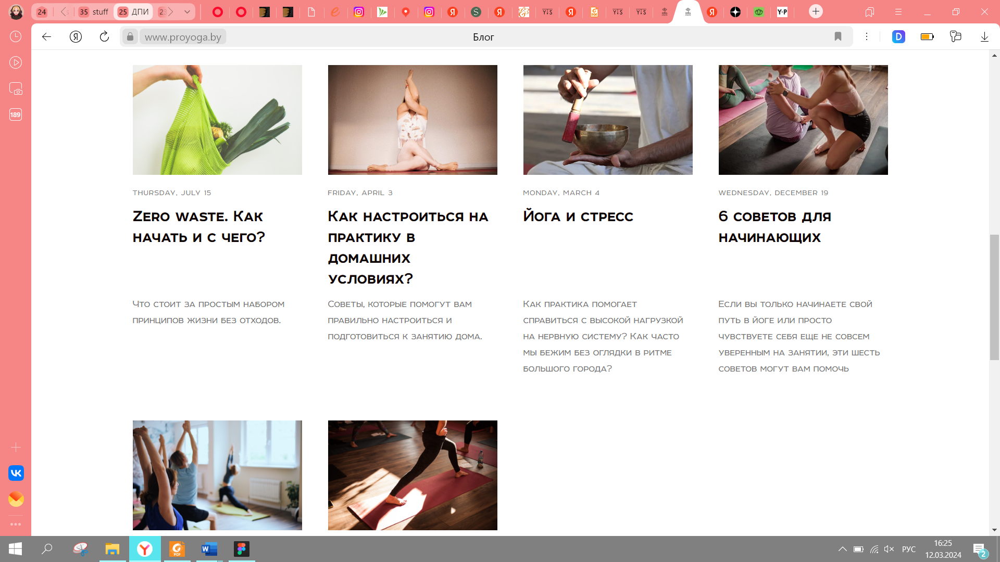 24
35 stuff
25 ДПИ
www.proyoga.by
Блог
189
THURSDAY, JULY 15
Zero waste. Как
начать и с чего?
Что стоит за простым набором
принципов жизни без отходов.
FRIDAY, APRIL 3
Как настроиться на
практику в
домашних
условиях?
Советы, которые помогут вам
правильно настроиться и
подготовиться к занятию дома.
MONDAY, MARCH 4
Йога и стресс
Как практика помогает
справиться с высокой нагрузкой
на нервную систему? Как часто
мы бежим без оглядки в ритме
большого города?
WEDNESDAY, DECEMBER 19
6 советов для
начинающих
Если вы только начинаете свой
путь в йоге или просто
чувствуете себя еще не совсем
уверенным на занятии, эти шесть
советов могут вам помочь
РУС
16:25
12.03.2024
2